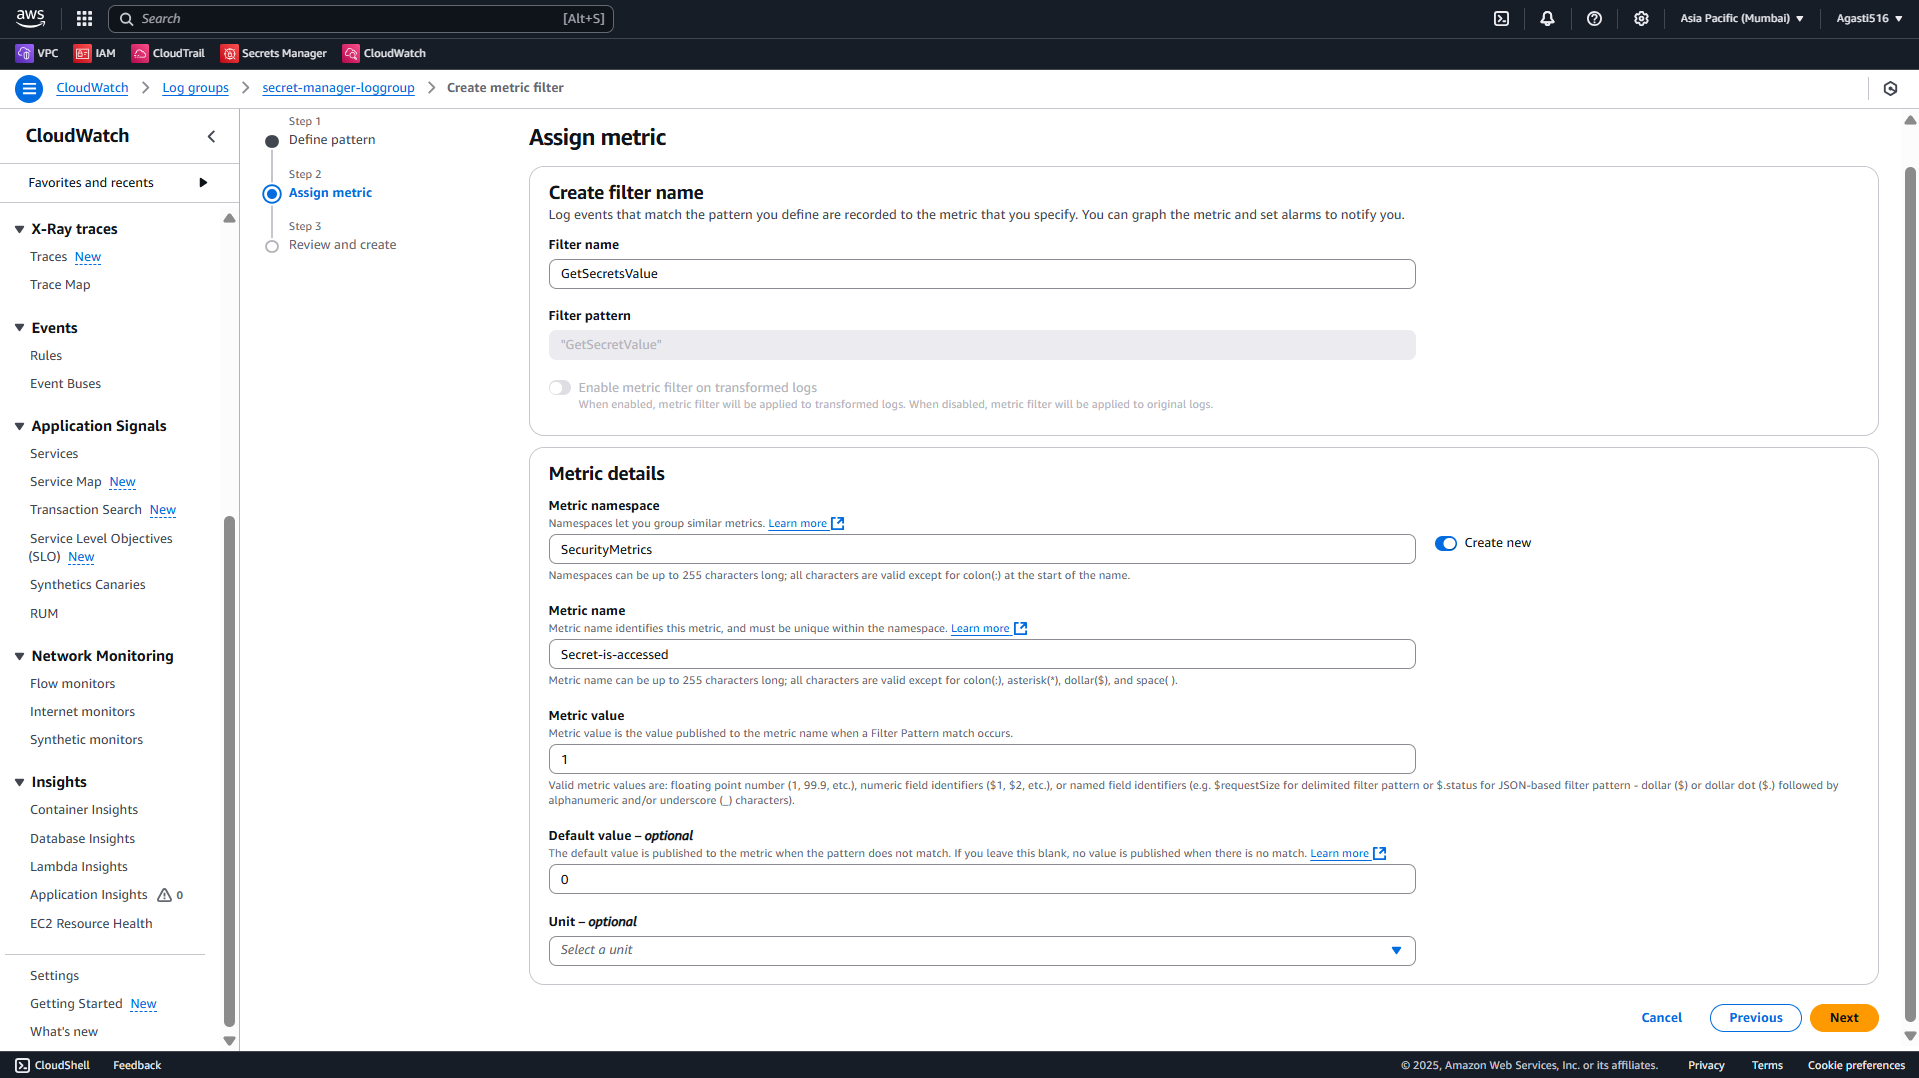 aws
Search [Alt+S]
Asia Pacific (Mumbai) ▼
Agasti516 ▼
VPC
IAM
CloudTrail
Secrets Manager
CloudWatch
CloudWatch > Log groups > secret-manager-loggroup > Create metric filter
CloudWatch
Favorites and recents
X-Ray traces
Traces New
Trace Map
Events
Rules
Event Buses
Application Signals
Services
Service Map New
Transaction Search New
Service Level Objectives
(SLO) New
Synthetics Canaries
RUM
Network Monitoring
Flow monitors
Internet monitors
Synthetic monitors
Insights
Container Insights
Database Insights
Lambda Insights
Application Insights 0
EC2 Resource Health
Settings
Getting Started New
What's new
Step 1
Define pattern
Step 2
Assign metric
Step 3
Review and create
Assign metric
Create filter name
Log events that match the pattern you define are recorded to the metric that you specify. You can graph the metric and set alarms to notify you.
Filter name
GetSecretsValue
Filter pattern
"GetSecretValue"
Enable metric filter on transformed logs
When enabled, metric filter will be applied to transformed logs. When disabled, metric filter will be applied to original logs.
Metric details
Metric namespace
Namespaces let you group similar metrics. Learn more
SecurityMetrics
Create new
Namespaces can be up to 255 characters long; all characters are valid except for colon(:) at the start of the name.
Metric name
Metric name identifies this metric, and must be unique within the namespace. Learn more
Secret-is-accessed
Metric name can be up to 255 characters long; all characters are valid except for colon(:), asterisk(*), dollar($), and space( ).
Metric value
Metric value is the value published to the metric name when a Filter Pattern match occurs.
1
Valid metric values are: floating point number (1, 99.9, etc.), numeric field identifiers ($1, $2, etc.), or named field identifiers (e.g. $requestSize for delimited filter pattern or $.status for JSON-based filter pattern - dollar ($) or dollar dot ($.) followed by
alphanumeric and/or underscore (_) characters).
Default value – optional
The default value is published to the metric when the pattern does not match. If you leave this blank, no value is published when there is no match. Learn more
0
Unit – optional
Select a unit
Cancel
Previous
Next
CloudShell
Feedback
© 2025, Amazon Web Services, Inc. or its affiliates.
Privacy
Terms
Cookie preferences